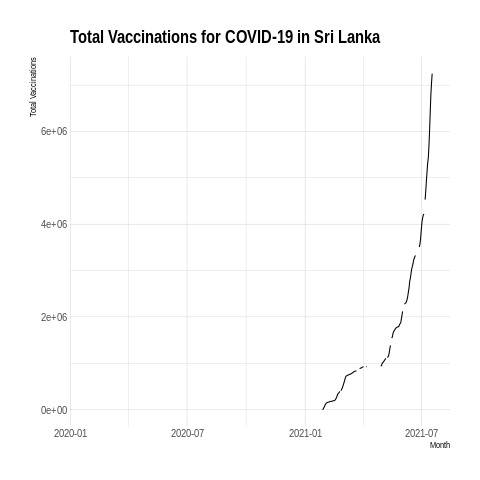 Total Vaccinations for COVID-19 in Sri Lanka
Total Vaccinations
6e+06
4e+06
2e+06
0e+00
2020-01 2020-07 2021-01 2021-07
Month